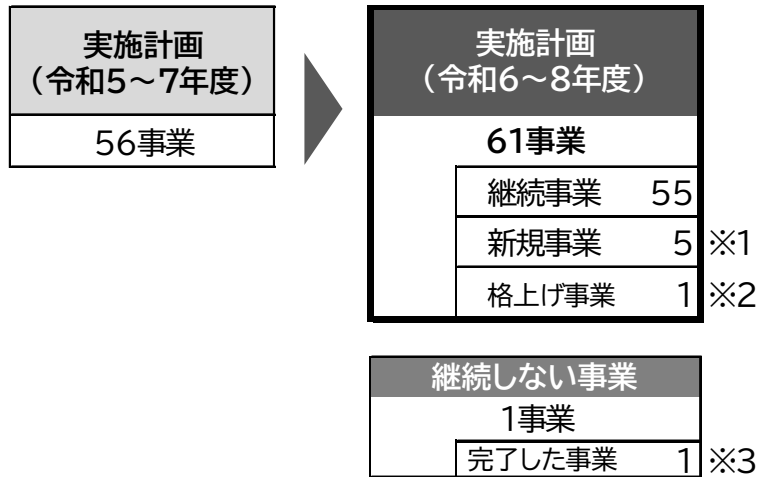 実施計画
（令和5～7年度）
56事業
実施計画
（令和6～8年度）
61事業
継続事業 55
新規事業 5 ※1
格上げ事業 1 ※2
継続しない事業
1事業
完了した事業 1 ※3